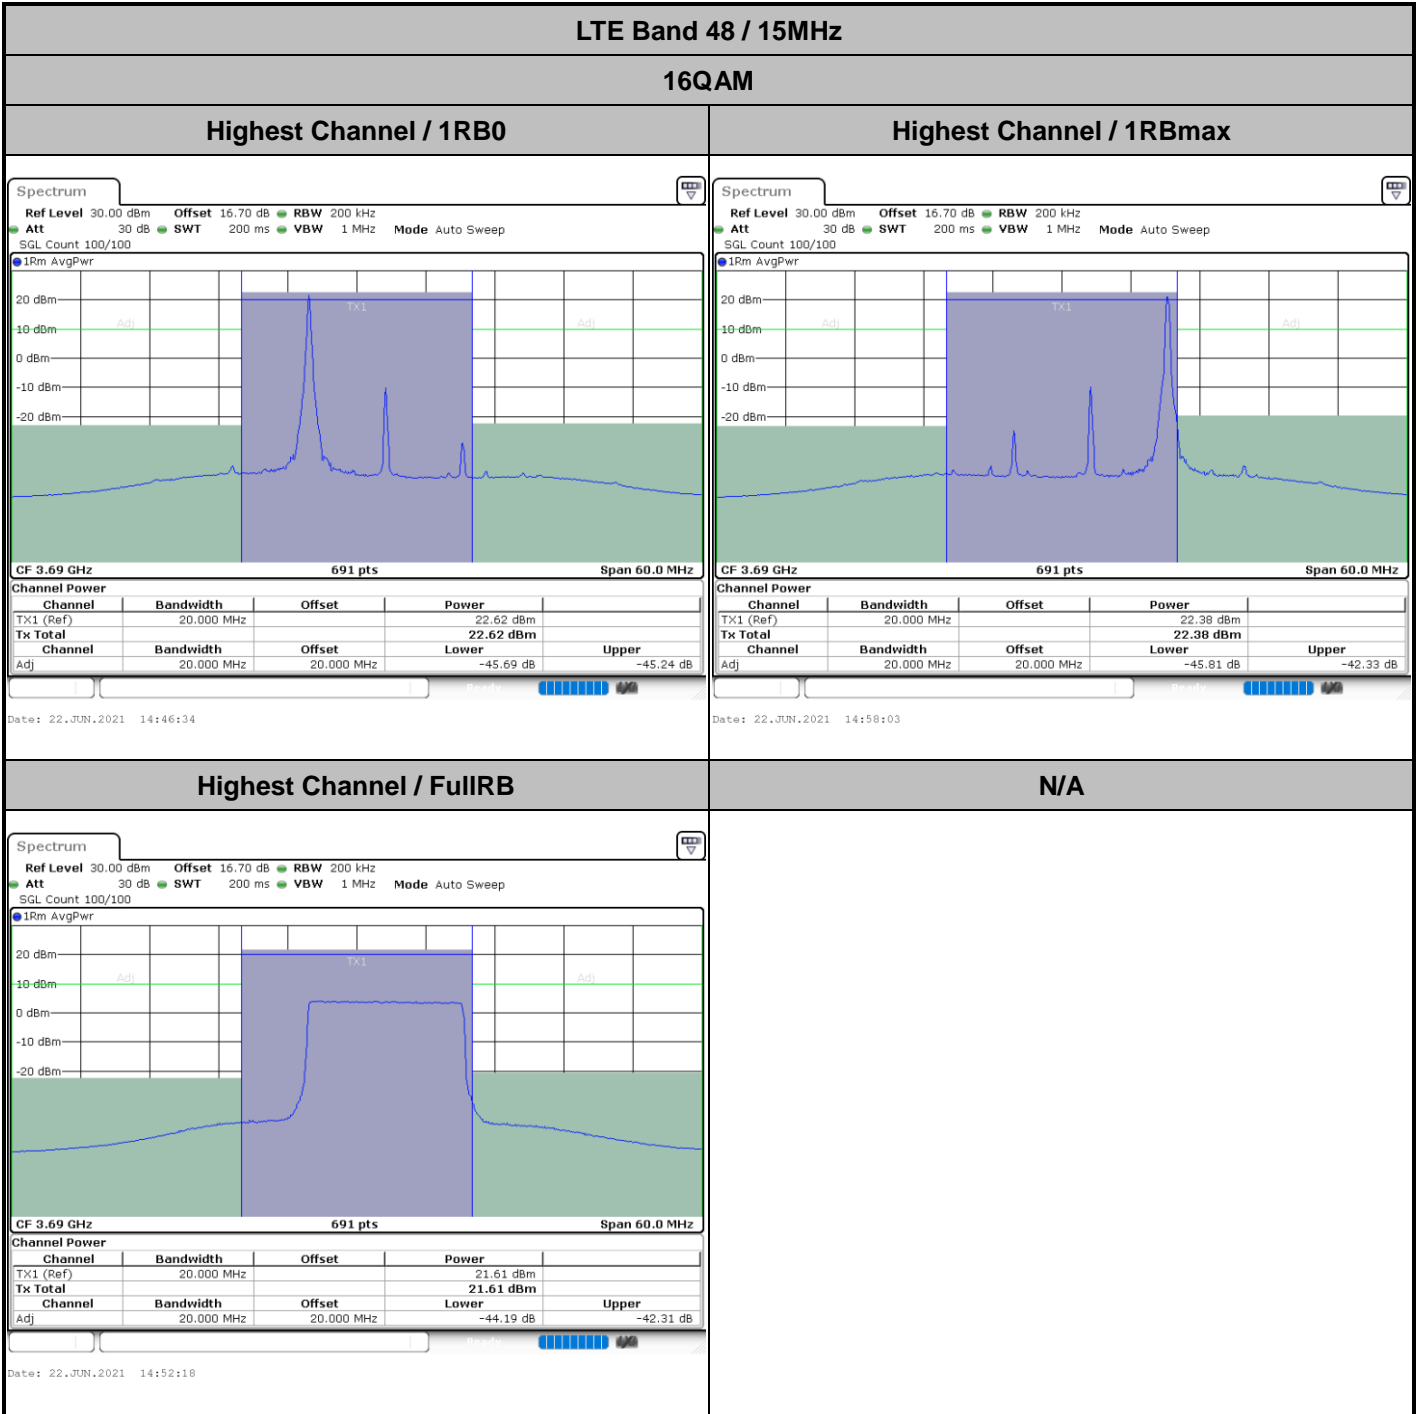 LTE Band 48 / 15MHz
16QAM
Highest Channel / 1RB0
Highest Channel / 1RBmax
Spectrum
Ref Level 30.00 dBm Offset 16.70 dB RBW 200 kHz
Att 30 dB SWT 200 ms VBW 1 MHz Mode Auto Sweep
SGL Count 100/100
1Rm AvgPwr
TX1
Adj
Adj
20 dBm
10 dBm
0 dBm
-10 dBm
-20 dBm
CF 3.69 GHz 691 pts Span 60.0 MHz
Channel Power
Channel Bandwidth Offset Power
TX1 (Ref) 20.000 MHz 22.62 dBm
Tx Total 22.62 dBm
Channel Bandwidth Offset Lower Upper
Adj 20.000 MHz 20.000 MHz -45.69 dB -45.24 dB
Ready
Date: 22.JUN.2021 14:46:34
Spectrum
Ref Level 30.00 dBm Offset 16.70 dB RBW 200 kHz
Att 30 dB SWT 200 ms VBW 1 MHz Mode Auto Sweep
SGL Count 100/100
1Rm AvgPwr
TX1
Adj
Adj
20 dBm
10 dBm
0 dBm
-10 dBm
-20 dBm
CF 3.69 GHz 691 pts Span 60.0 MHz
Channel Power
Channel Bandwidth Offset Power
TX1 (Ref) 20.000 MHz 22.38 dBm
Tx Total 22.38 dBm
Channel Bandwidth Offset Lower Upper
Adj 20.000 MHz 20.000 MHz -45.81 dB -42.33 dB
Ready
Date: 22.JUN.2021 14:58:03
Highest Channel / FullRB
N/A
Spectrum
Ref Level 30.00 dBm Offset 16.70 dB RBW 200 kHz
Att 30 dB SWT 200 ms VBW 1 MHz Mode Auto Sweep
SGL Count 100/100
1Rm AvgPwr
TX1
Adj
Adj
20 dBm
10 dBm
0 dBm
-10 dBm
-20 dBm
CF 3.69 GHz 691 pts Span 60.0 MHz
Channel Power
Channel Bandwidth Offset Power
TX1 (Ref) 20.000 MHz 21.61 dBm
Tx Total 21.61 dBm
Channel Bandwidth Offset Lower Upper
Adj 20.000 MHz 20.000 MHz -44.19 dB -42.31 dB
Ready
Date: 22.JUN.2021 14:52:18